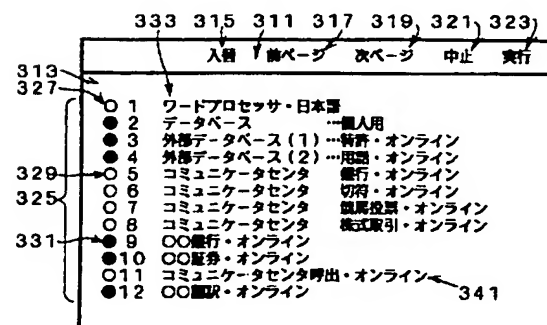 333 315 311 317 319 321 323
入替 前ページ 次ページ 中止 実行
313
327
○ 1 ワードプロセッサ・日本語
● 2 データベース …個人用
● 3 外部データベース(1)…特許・オンライン
● 4 外部データベース(2)…用語・オンライン
329 ○ 5 コミュニケータセンタ 銀行・オンライン
325 ○ 6 コミュニケータセンタ 切符・オンライン
○ 7 コミュニケータセンタ 競馬投票・オンライン
○ 8 コミュニケータセンタ 株式取引・オンライン
331 ● 9 ○○銀行・オンライン
●10 ○○証券・オンライン
○11 コミュニケータセンタ呼出・オンライン 341
●12 ○○翻訳・オンライン